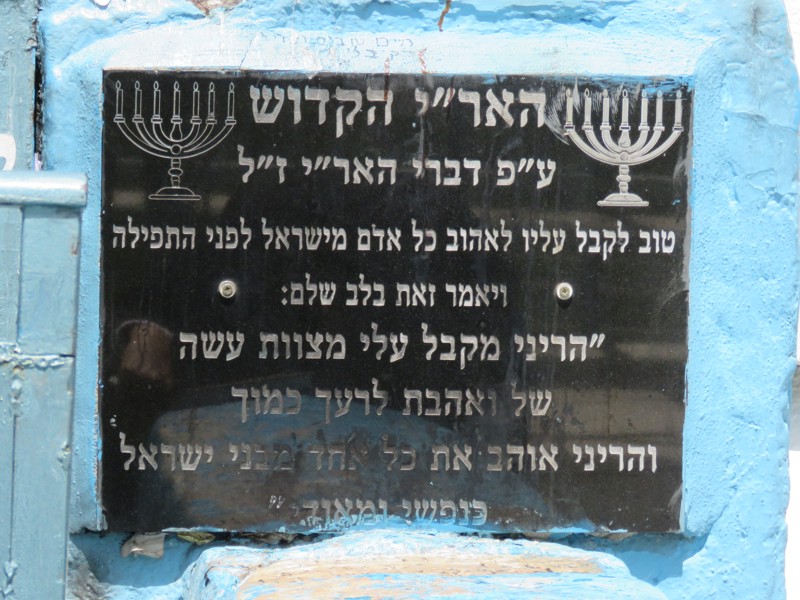 האר״י הקדוש
ע״פ דברי האר״י ז״ל
טוב לקבל עליו לאהוב כל אדם מישראל לפני התפילה
ויאמר זאת בלב שלם:
״הריני מקבל עלי מצוות עשה
של ואהבת לרעך כמוך
והריני אוהב את כל אחד מבני ישראל
כנפשי ומאודי״